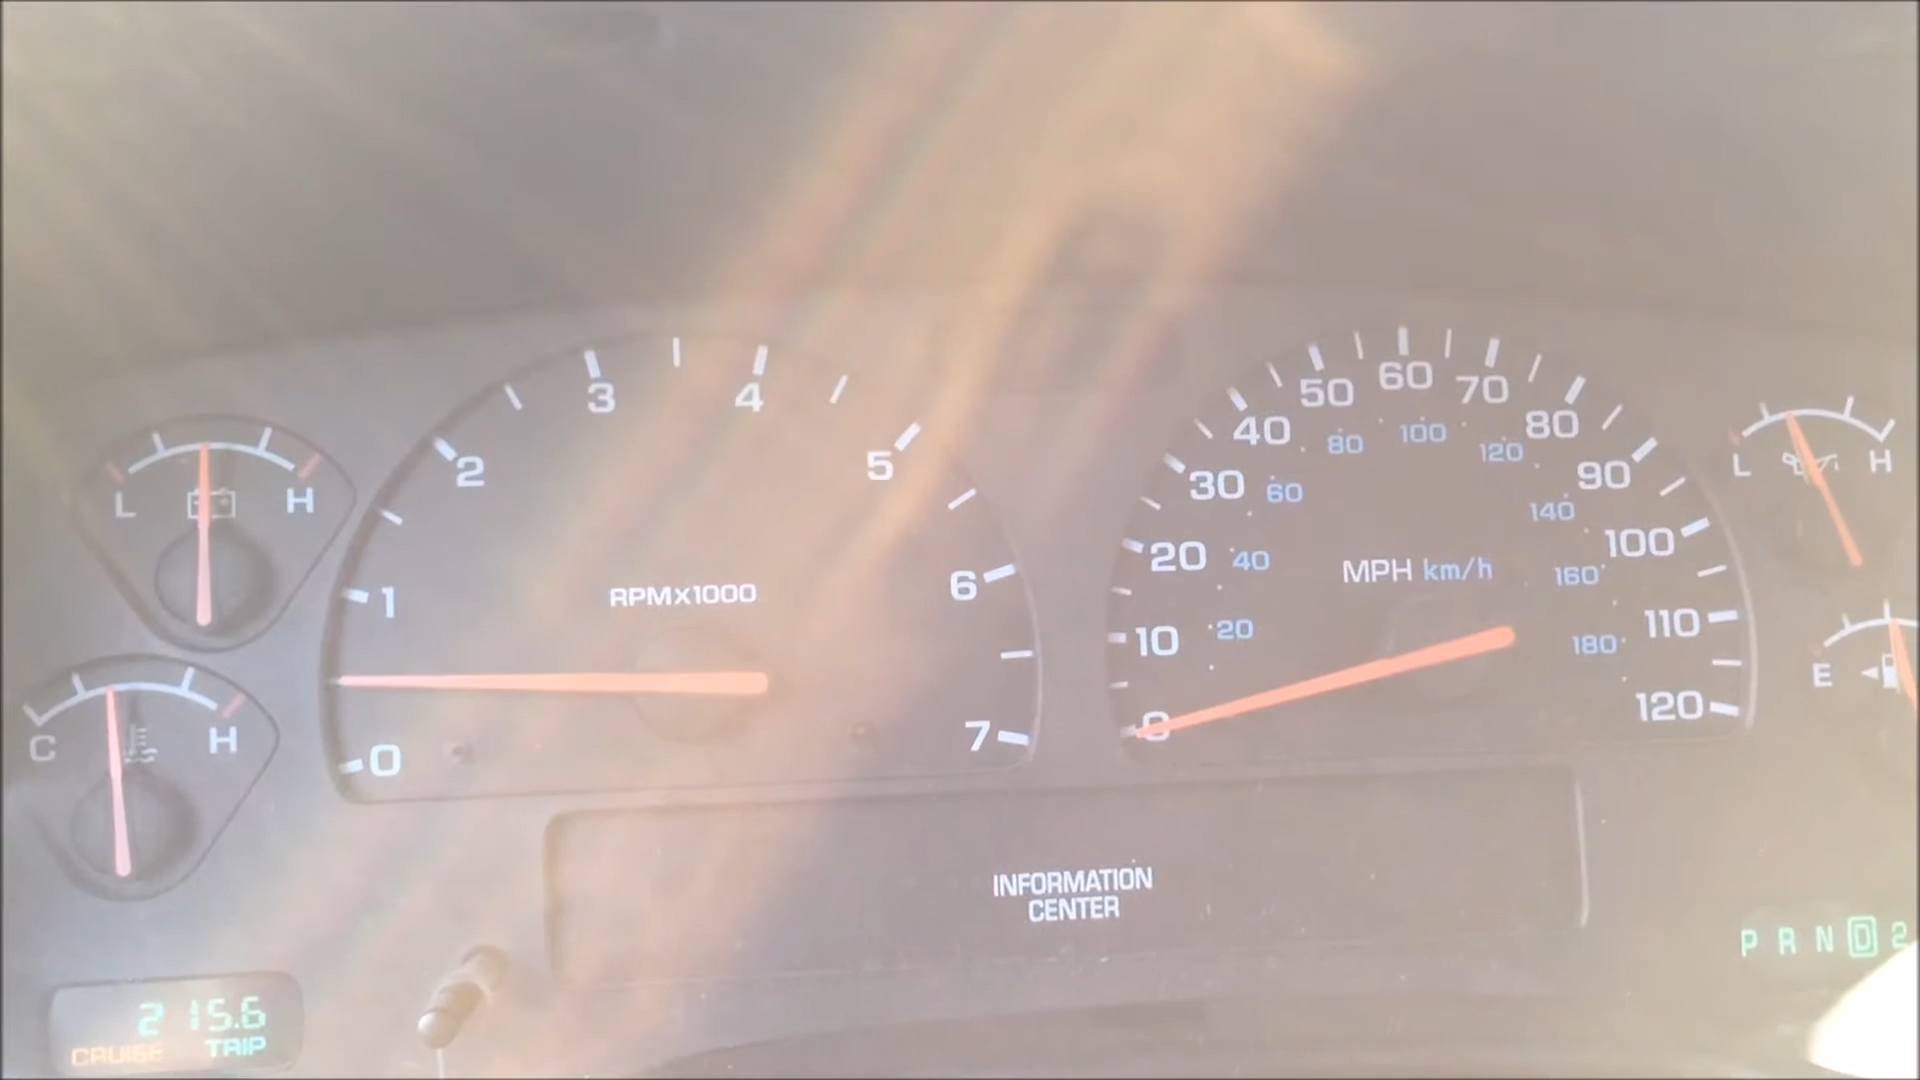 L H
C H
0 1 2 3 4 5 6 7
RPMX1000
0 10 20 30 40 50 60 70 80 90 100 110 120
20 40 60 80 100 120 140 160 180
MPH km/h
L H
E
INFORMATION
CENTER
P R N D 2
215.6
CRUISE TRIP